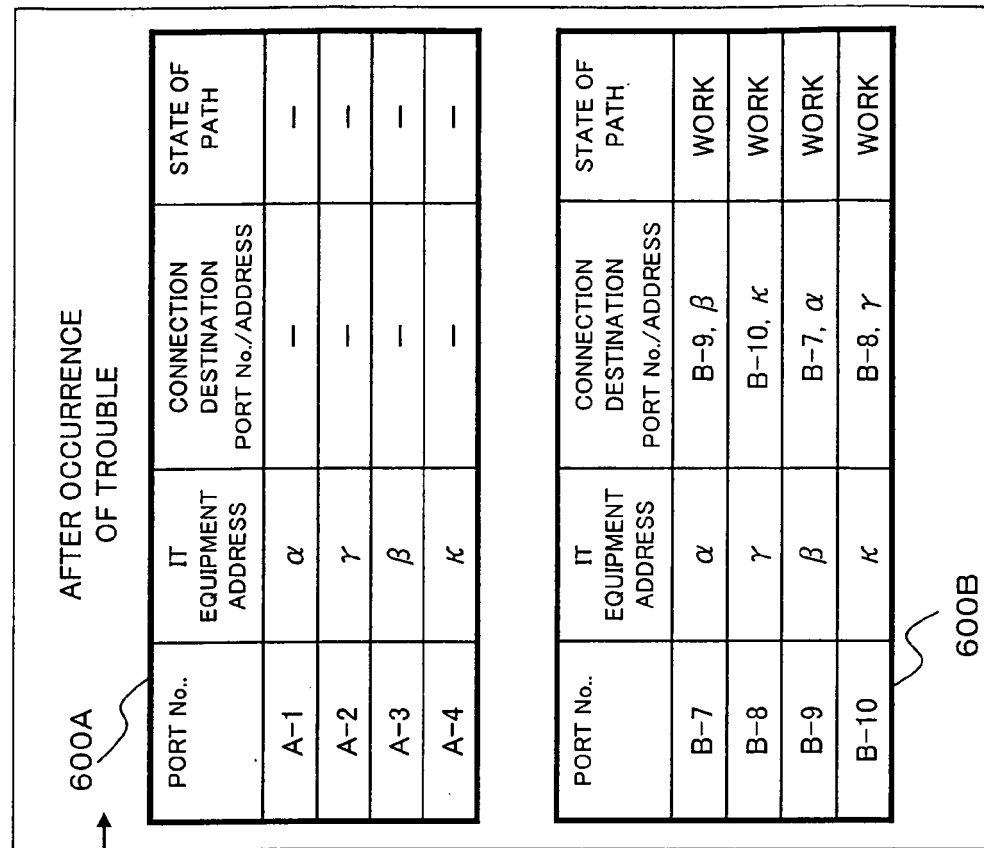 AFTER OCCURRENCE
OF TROUBLE
600A
PORT No..
IT
EQUIPMENT
ADDRESS
CONNECTION
DESTINATION
PORT No./ADDRESS
STATE OF
PATH
A-1 α — —
A-2 γ — —
A-3 β — —
A-4 κ — —
PORT No..
IT
EQUIPMENT
ADDRESS
CONNECTION
DESTINATION
PORT No./ADDRESS
STATE OF
PATH
B-7 α B-9, β WORK
B-8 γ B-10, κ WORK
B-9 β B-7, α WORK
B-10 κ B-8, γ WORK
600B